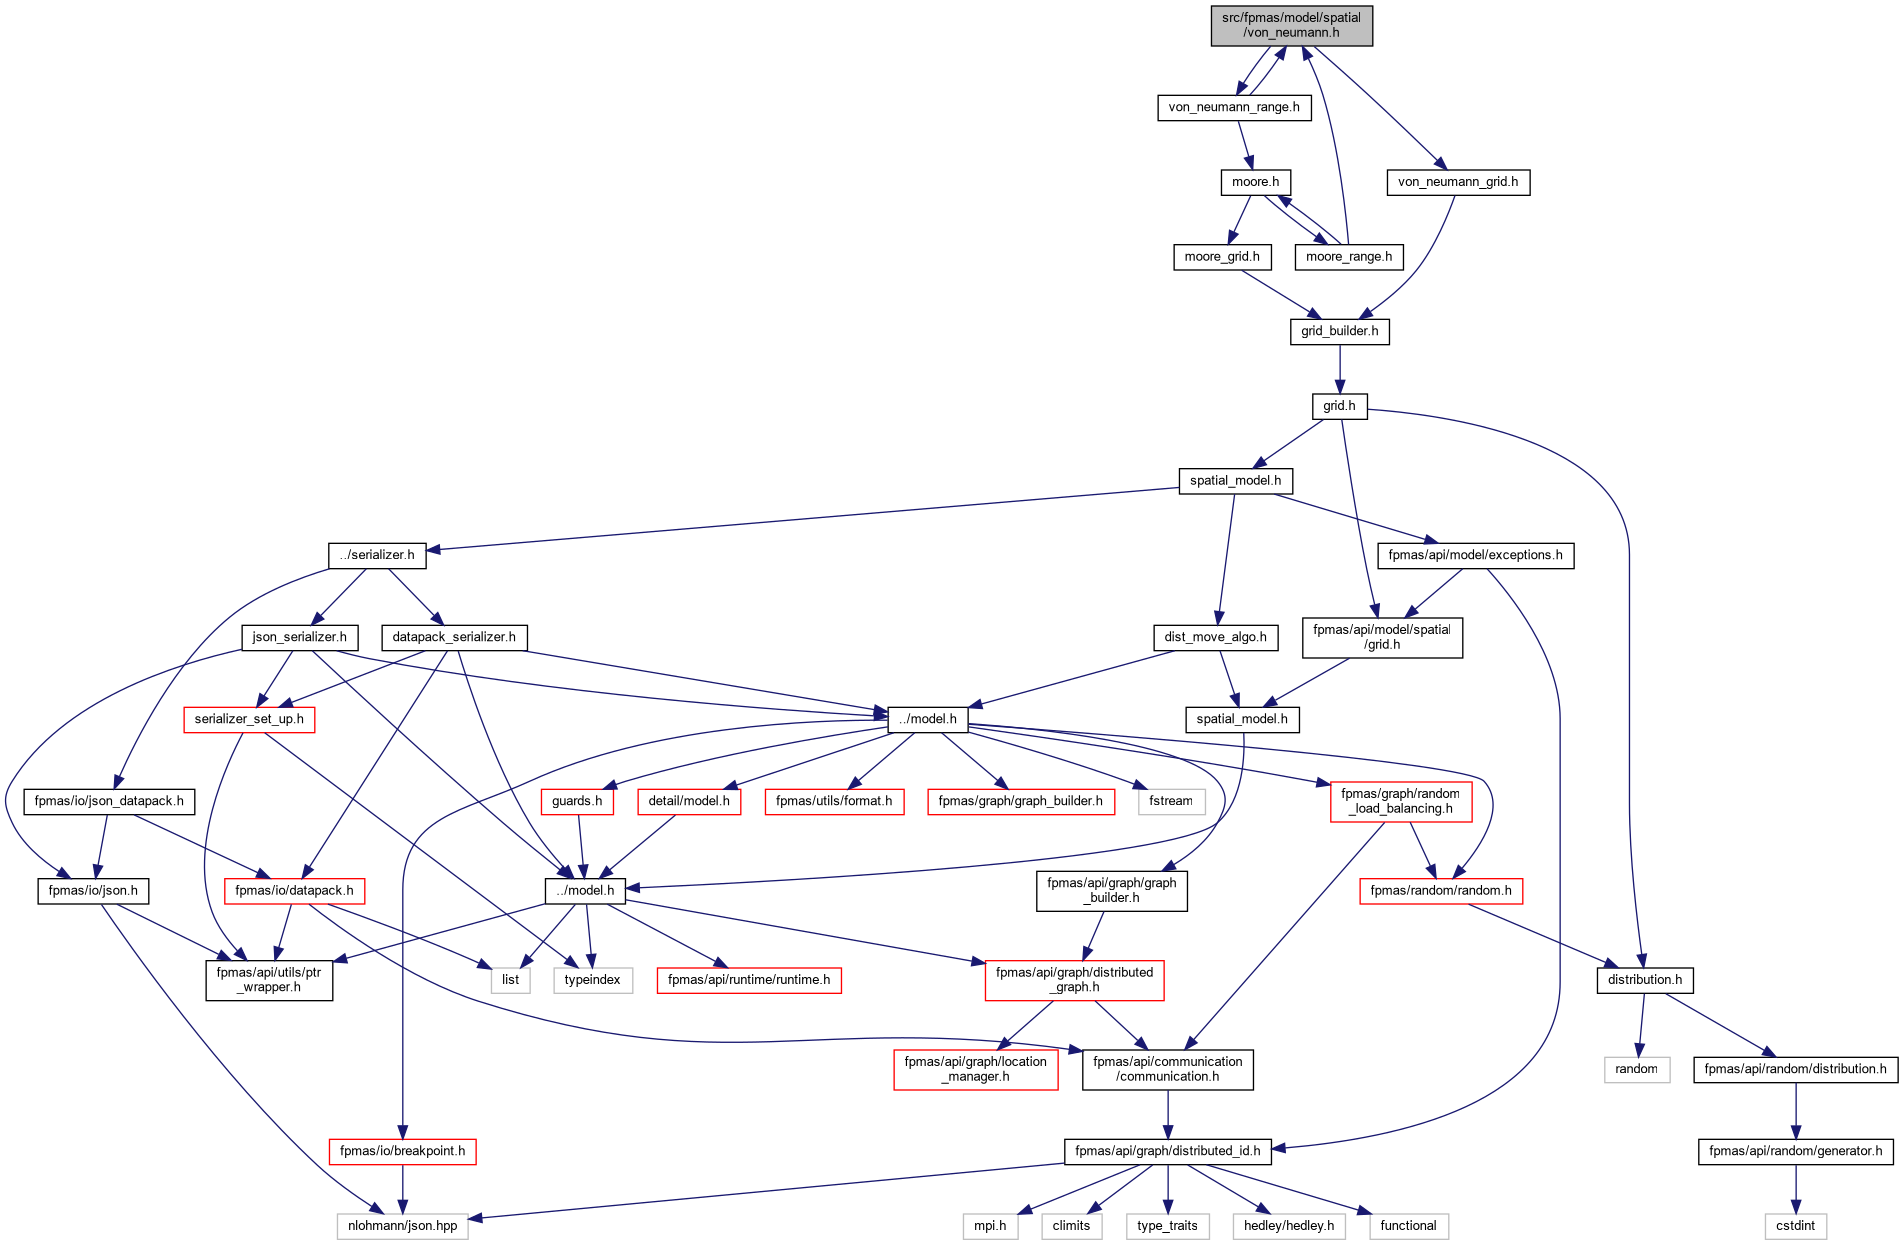 src/fpmas/model/spatial
/von_neumann.h
von_neumann_range.h
moore.h
von_neumann_grid.h
moore_grid.h
moore_range.h
grid_builder.h
grid.h
spatial_model.h
../serializer.h
fpmas/api/model/exceptions.h
json_serializer.h
datapack_serializer.h
dist_move_algo.h
fpmas/api/model/spatial
/grid.h
serializer_set_up.h
../model.h
spatial_model.h
fpmas/io/json_datapack.h
guards.h
detail/model.h
fpmas/utils/format.h
fpmas/graph/graph_builder.h
fstream
fpmas/graph/random
_load_balancing.h
fpmas/io/json.h
fpmas/io/datapack.h
../model.h
fpmas/api/graph/graph
_builder.h
fpmas/random/random.h
fpmas/api/utils/ptr
_wrapper.h
list
typeindex
fpmas/api/runtime/runtime.h
fpmas/api/graph/distributed
_graph.h
distribution.h
fpmas/api/graph/location
_manager.h
fpmas/api/communication
/communication.h
random
fpmas/api/random/distribution.h
fpmas/io/breakpoint.h
fpmas/api/graph/distributed_id.h
fpmas/api/random/generator.h
nlohmann/json.hpp
mpi.h
climits
type_traits
hedley/hedley.h
functional
cstdint